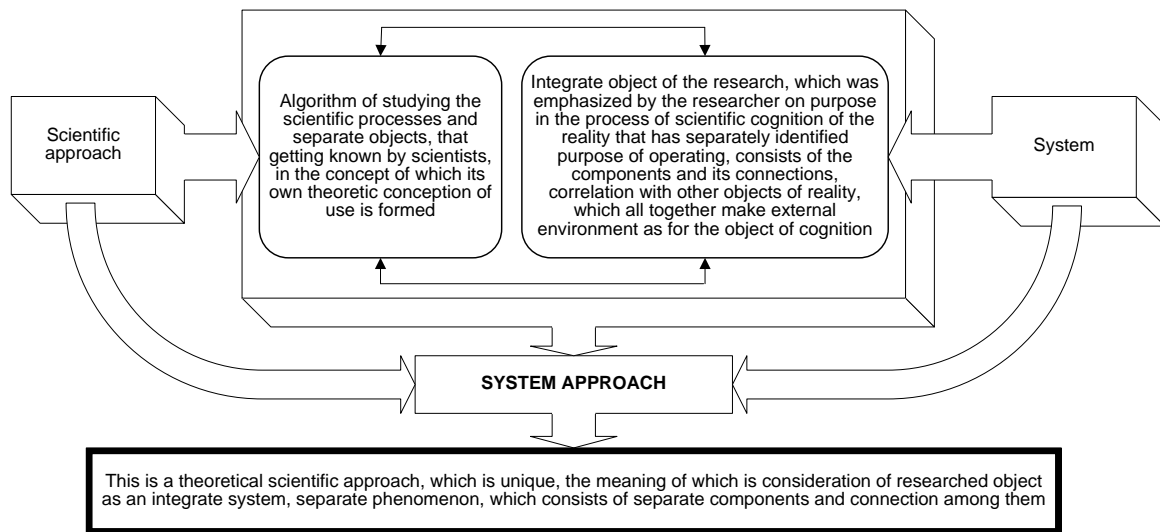 Scientific
approach
Algorithm of studying the
scientific processes and
separate objects, that
getting known by scientists,
in the concept of which its
own theoretic conception of
use is formed
Integrate object of the research, which was
emphasized by the researcher on purpose
in the process of scientific cognition of the
reality that has separately identified
purpose of operating, consists of the
components and its connections,
correlation with other objects of reality,
which all together make external
environment as for the object of cognition
System
SYSTEM APPROACH
This is a theoretical scientific approach, which is unique, the meaning of which is consideration of researched object
as an integrate system, separate phenomenon, which consists of separate components and connection among them